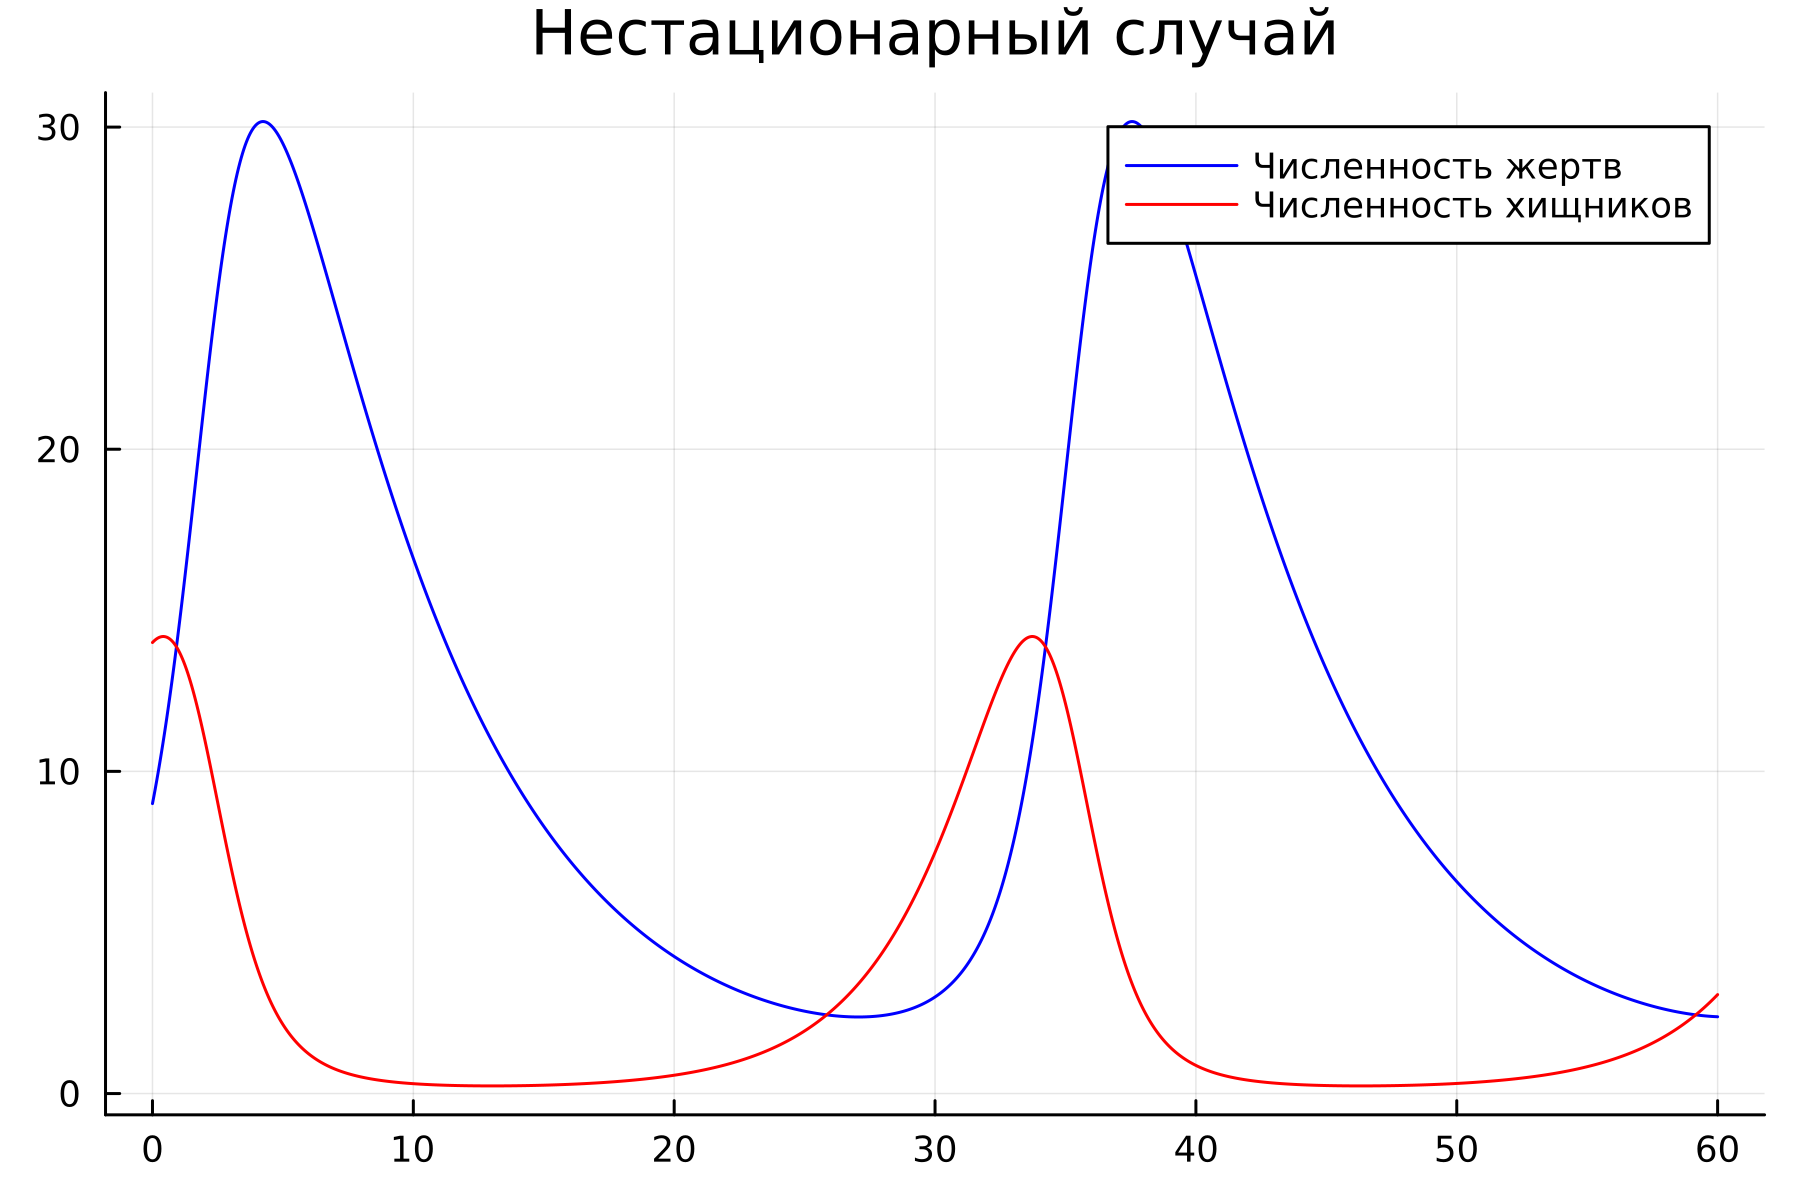 Нестационарный случай
30
20
10
0
Численность жертв
Численность хищников
0 10 20 30 40 50 60